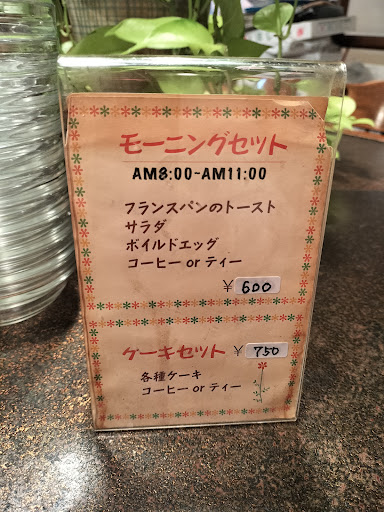 モーニングセット
AM8:00~AM11:00
フランスパンのトースト
サラダ
ボイルドエッグ
コーヒー or ティー
¥ 600
ケーキセット ¥ 750
各種ケーキ
コーヒー or ティー